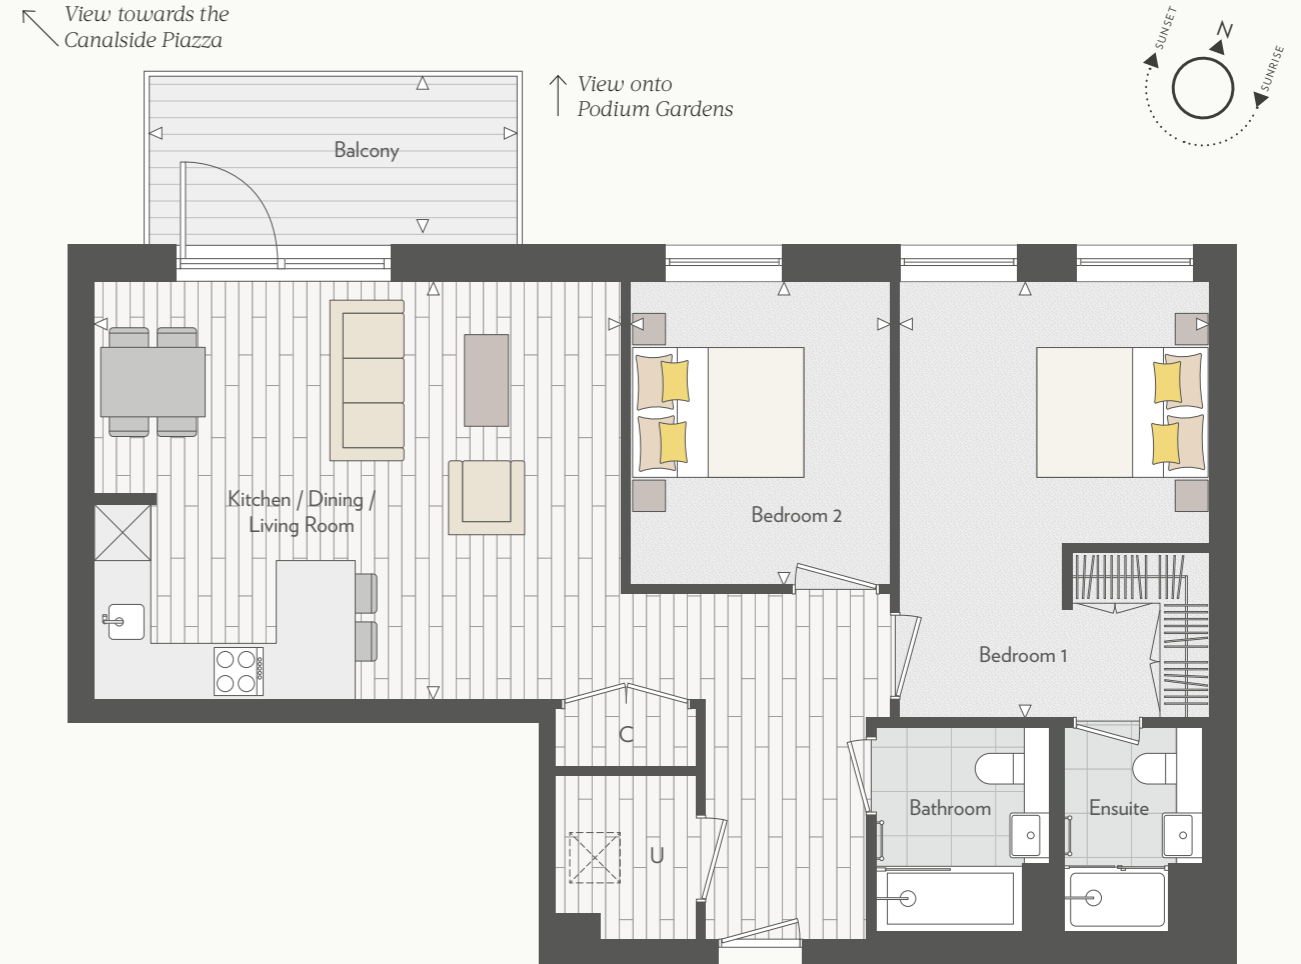 View towards the
Canalside Piazza
View onto
Podium Gardens
SUNSET
N
SUNRISE
Balcony
Kitchen / Dining /
Living Room
Bedroom 2
Bedroom 1
C
U
Bathroom
Ensuite